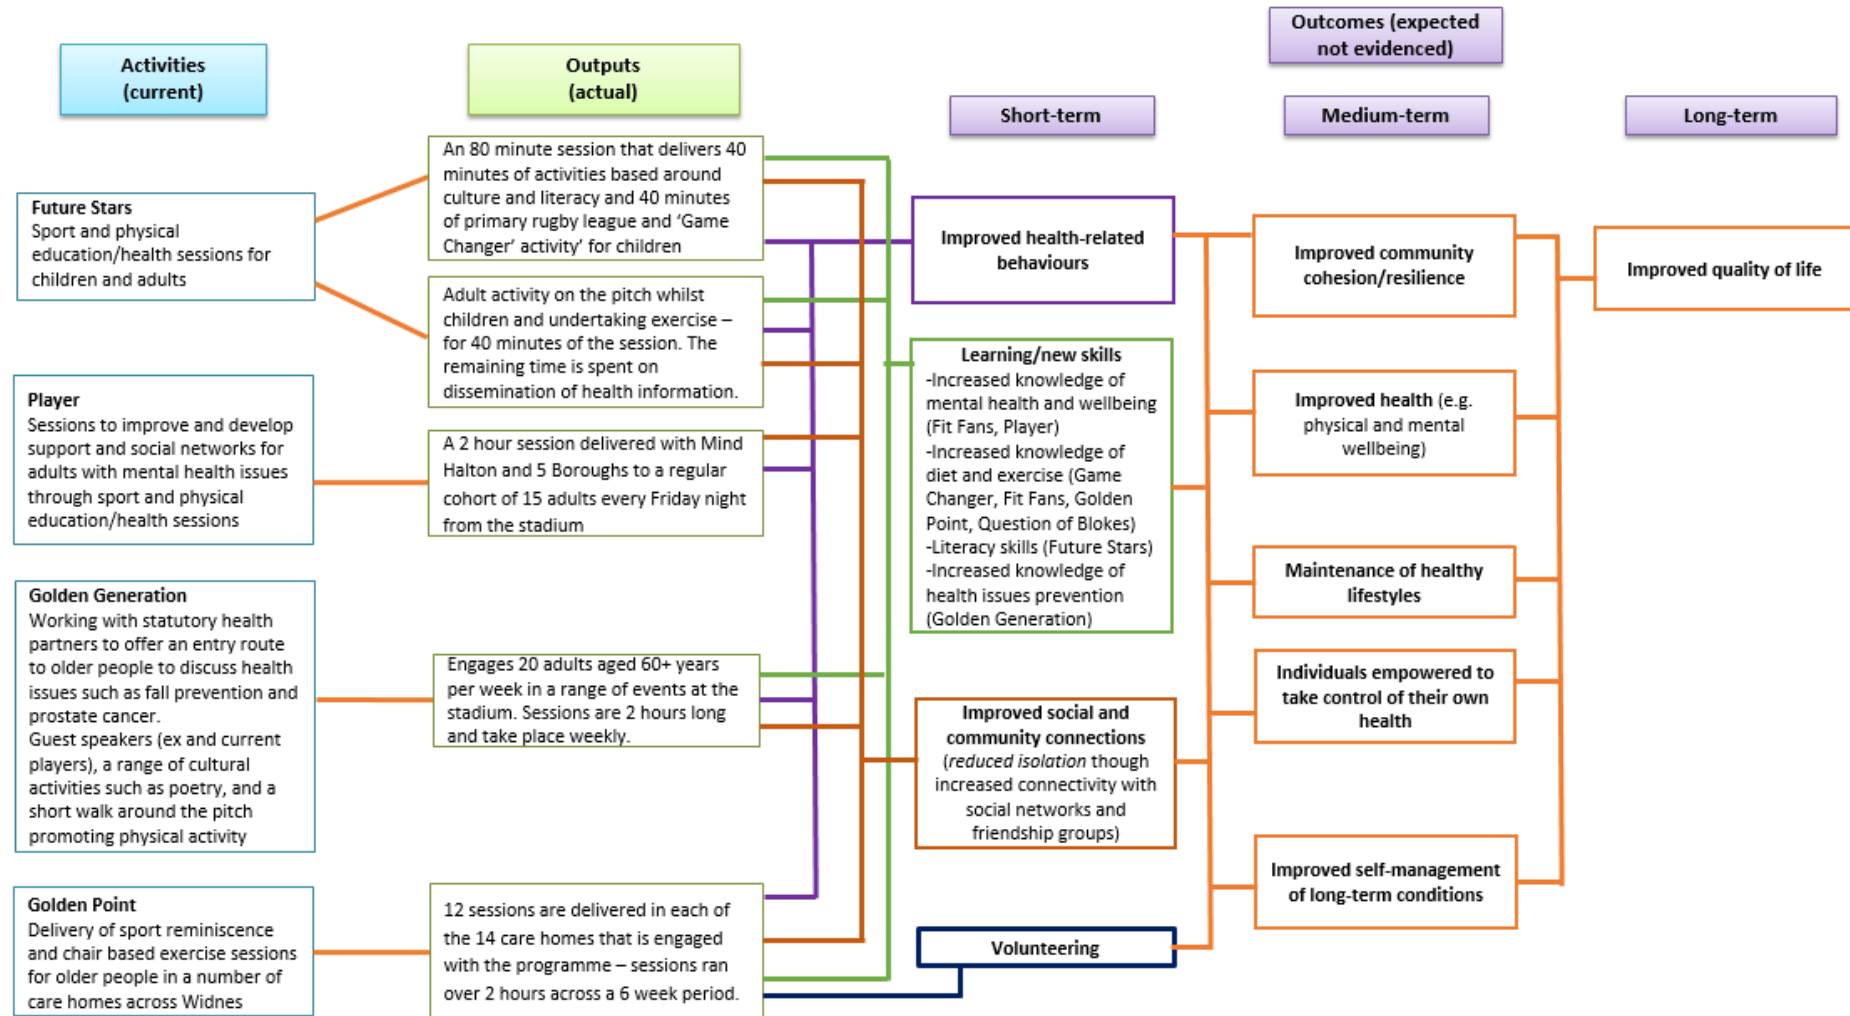 Outcomes (expected
not evidenced)
Activities
(current)
Outputs
(actual)
Short-term
Medium-term
Long-term
Future Stars
Sport and physical
education/health sessions for
children and adults
Player
Sessions to improve and develop
support and social networks for
adults with mental health issues
through sport and physical
education/health sessions
Golden Generation
Working with statutory health
partners to offer an entry route
to older people to discuss health
issues such as fall prevention and
prostate cancer.
Guest speakers (ex and current
players), a range of cultural
activities such as poetry, and a
short walk around the pitch
promoting physical activity
Golden Point
Delivery of sport reminiscence
and chair based exercise sessions
for older people in a number of
care homes across Widnes
An 80 minute session that delivers 40
minutes of activities based around
culture and literacy and 40 minutes
of primary rugby league and ‘Game
Changer’ activity’ for children
Adult activity on the pitch whilst
children and undertaking exercise –
for 40 minutes of the session. The
remaining time is spent on
dissemination of health information.
A 2 hour session delivered with Mind
Halton and 5 Boroughs to a regular
cohort of 15 adults every Friday night
from the stadium
Engages 20 adults aged 60+ years
per week in a range of events at the
stadium. Sessions are 2 hours long
and take place weekly.
12 sessions are delivered in each of
the 14 care homes that is engaged
with the programme – sessions ran
over 2 hours across a 6 week period.
Improved health-related
behaviours
Learning/new skills
-Increased knowledge of
mental health and wellbeing
(Fit Fans, Player)
-Increased knowledge of
diet and exercise (Game
Changer, Fit Fans, Golden
Point, Question of Blokes)
-Literacy skills (Future Stars)
-Increased knowledge of
health issues prevention
(Golden Generation)
Improved social and
community connections
(reduced isolation though
increased connectivity with
social networks and
friendship groups)
Volunteering
Improved community
cohesion/resilience
Improved health (e.g.
physical and mental
wellbeing)
Maintenance of healthy
lifestyles
Individuals empowered to
take control of their own
health
Improved self-management
of long-term conditions
Improved quality of life